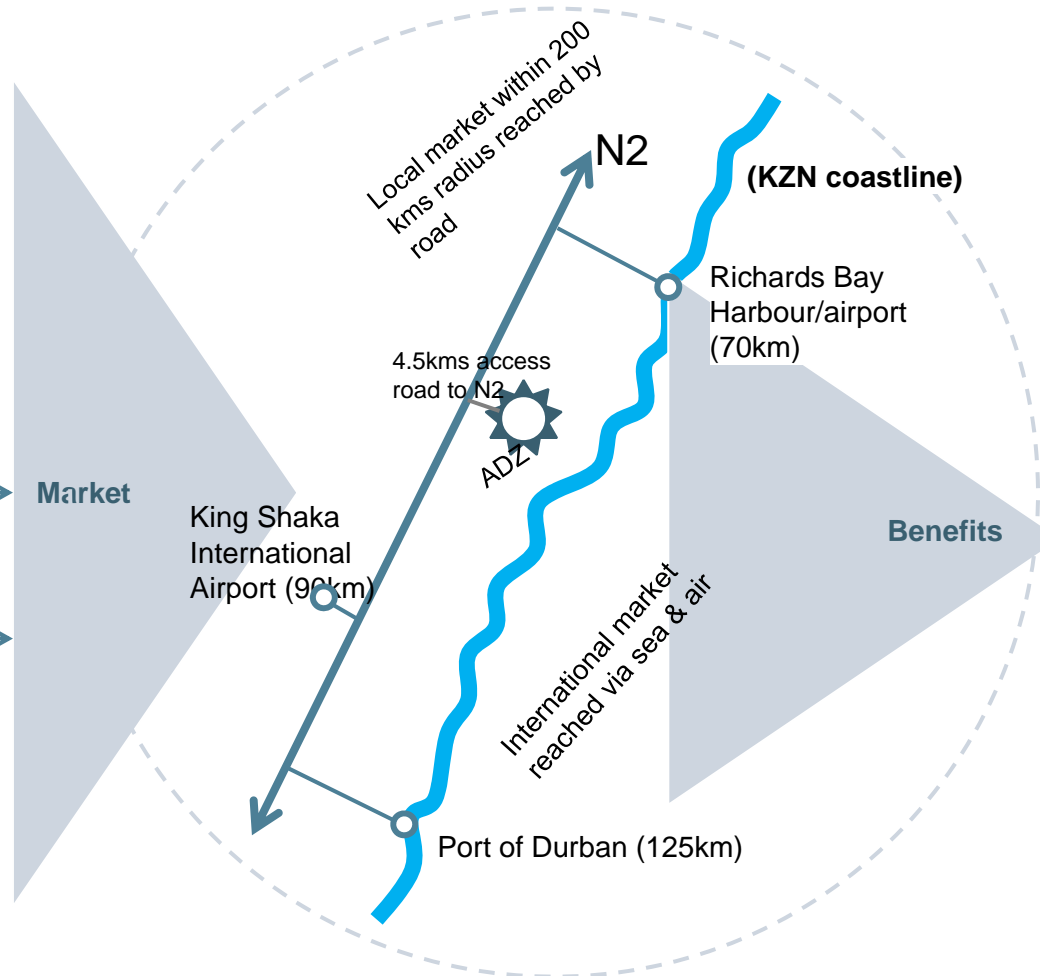 Local market within 200
kms radius reached by
road
N2
(KZN coastline)
Richards Bay
Harbour/airport
(70km)
4.5kms access
road to N2
ADZ
Market
King Shaka
International
Airport (90km)
Benefits
International market
reached via sea & air
Port of Durban (125km)